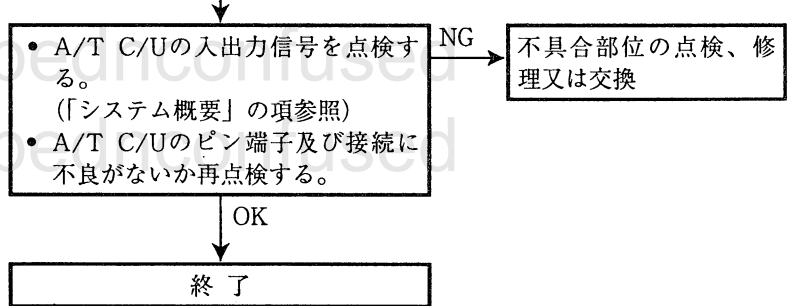 • A/T C/Uの入出力信号を点検す
る。
(「システム概要」の項参照)
• A/T C/Uのピン端子及び接続に
不良がないか再点検する。
NG
不具合部位の点検、修
理又は交換
OK
終 了